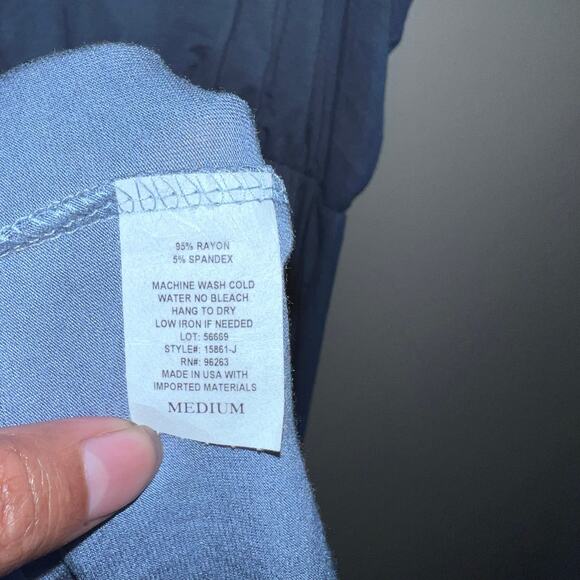 95% RAYON
5% SPANDEX
MACHINE WASH COLD
WATER NO BLEACH
HANG TO DRY
LOW IRON IF NEEDED
LOT: 56669
STYLE#: 15861-J
RN#: 96263
MADE IN USA WITH
IMPORTED MATERIALS
MEDIUM